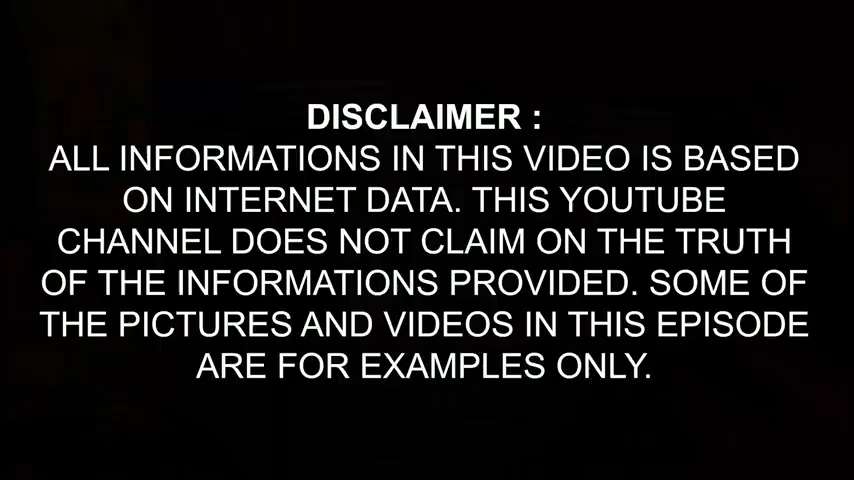 DISCLAIMER :
ALL INFORMATIONS IN THIS VIDEO IS BASED
ON INTERNET DATA. THIS YOUTUBE
CHANNEL DOES NOT CLAIM ON THE TRUTH
OF THE INFORMATIONS PROVIDED. SOME OF
THE PICTURES AND VIDEOS IN THIS EPISODE
ARE FOR EXAMPLES ONLY.